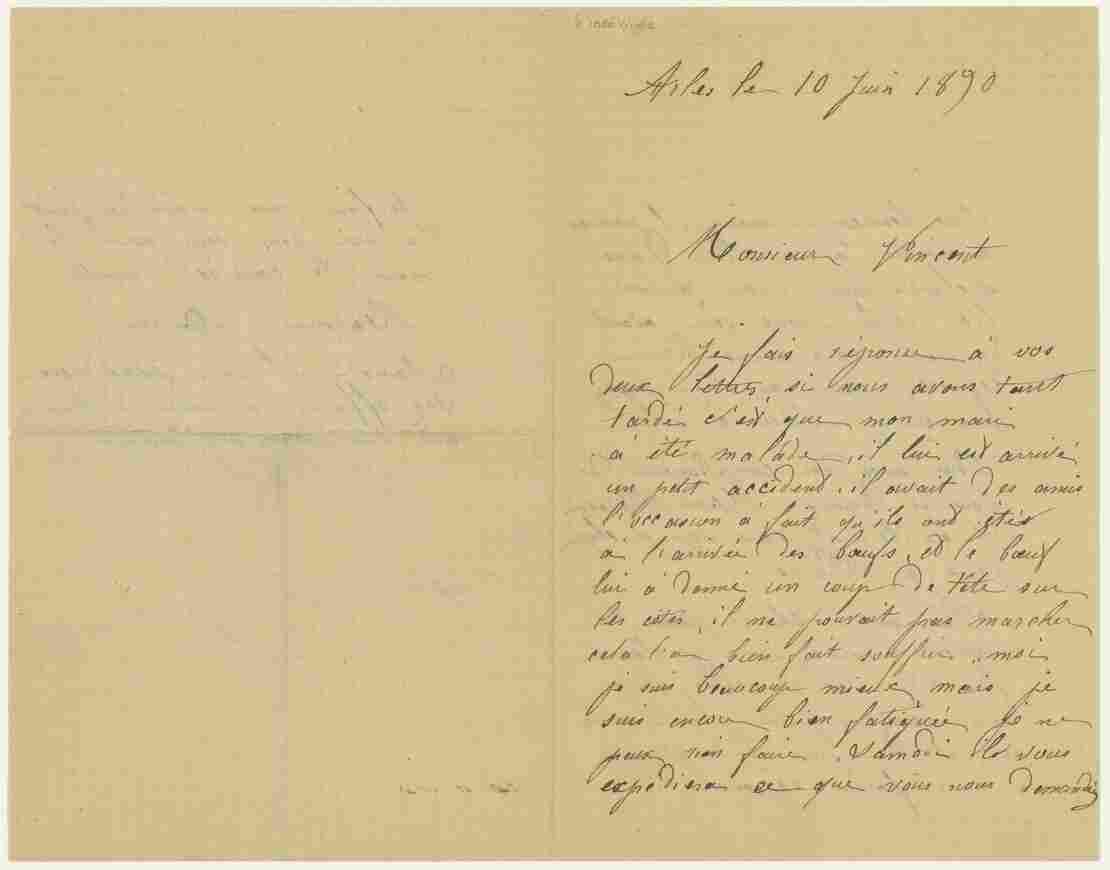 Arles le 10 Juin 1890
Monsieur Vincent
Je fais réponse à vos
deux lettres, si nous avons tant
tardé c'est que mon mari
à été malade, il lui est arrivé
un petit accident, il avait des amis
l'occasion à fait qu'ils ont étés
à l'arrivée des bœufs, et le bœuf
lui à donné un coup de tête sur
les côtes, il ne pouvait pas marcher
cela l'a bien fait souffrir, moi
je suis beaucoup mieux, mais je
suis encore bien fatiguée je ne
peux rien faire. Samedi il vous
expédiera ce que vous nous demandez